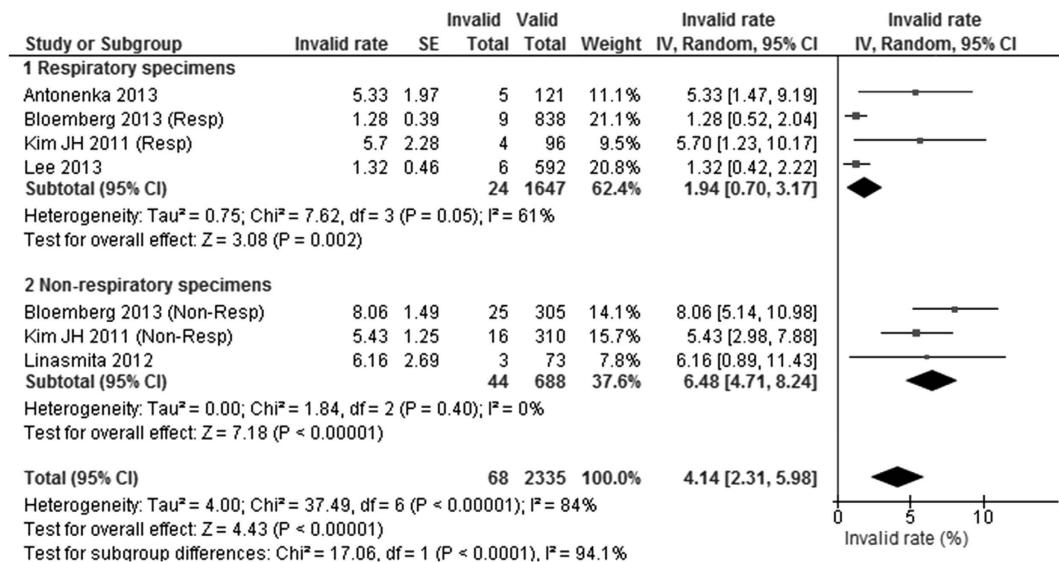 Invalid Valid Invalid rate Invalid rate
Study or Subgroup Invalid rate SE Total Total Weight IV, Random, 95% CI IV, Random, 95% CI
1 Respiratory specimens
Antonenka 2013 5.33 1.97 5 121 11.1% 5.33 [1.47, 9.19]
Bloemberg 2013 (Resp) 1.28 0.39 9 838 21.1% 1.28 [0.52, 2.04]
Kim JH 2011 (Resp) 5.7 2.28 4 96 9.5% 5.70 [1.23, 10.17]
Lee 2013 1.32 0.46 6 592 20.8% 1.32 [0.42, 2.22]
Subtotal (95% CI) 24 1647 62.4% 1.94 [0.70, 3.17]
Heterogeneity: Tau² = 0.75; Chi² = 7.62, df = 3 (P = 0.05); I² = 61%
Test for overall effect: Z = 3.08 (P = 0.002)
2 Non-respiratory specimens
Bloemberg 2013 (Non-Resp) 8.06 1.49 25 305 14.1% 8.06 [5.14, 10.98]
Kim JH 2011 (Non-Resp) 5.43 1.25 16 310 15.7% 5.43 [2.98, 7.88]
Linasmita 2012 6.16 2.69 3 73 7.8% 6.16 [0.89, 11.43]
Subtotal (95% CI) 44 688 37.6% 6.48 [4.71, 8.24]
Heterogeneity: Tau² = 0.00; Chi² = 1.84, df = 2 (P = 0.40); I² = 0%
Test for overall effect: Z = 7.18 (P < 0.00001)
Total (95% CI) 68 2335 100.0% 4.14 [2.31, 5.98]
Heterogeneity: Tau² = 4.00; Chi² = 37.49, df = 6 (P < 0.00001); I² = 84%
Test for overall effect: Z = 4.43 (P < 0.00001)
Test for subgroup differences: Chi² = 17.06, df = 1 (P < 0.0001), I² = 94.1%
0 5 10
Invalid rate (%)